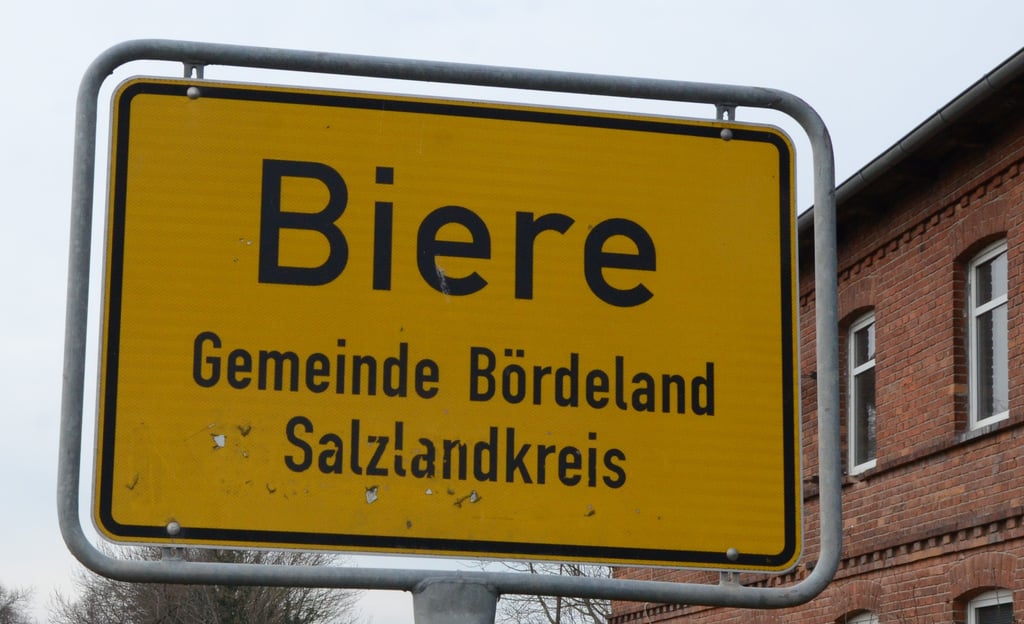 Biere
Gemeinde Bördeland
Salzlandkreis